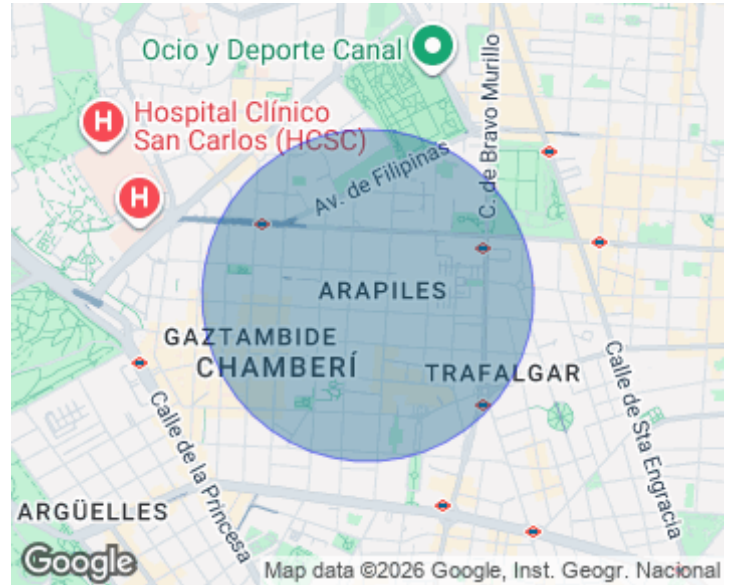 Ocio y Deporte Canal
H
Hospital Clínico
San Carlos (HCSC)
H
Av. de Filipinas
C. de Bravo Murillo
ARAPILES
GAZTAMBIDE
CHAMBERÍ
TRAFALGAR
Calle de Sta Engracia
Calle de la Princesa
ARGÜELLES
Google
Map data ©2026 Google, Inst. Geogr. Nacional